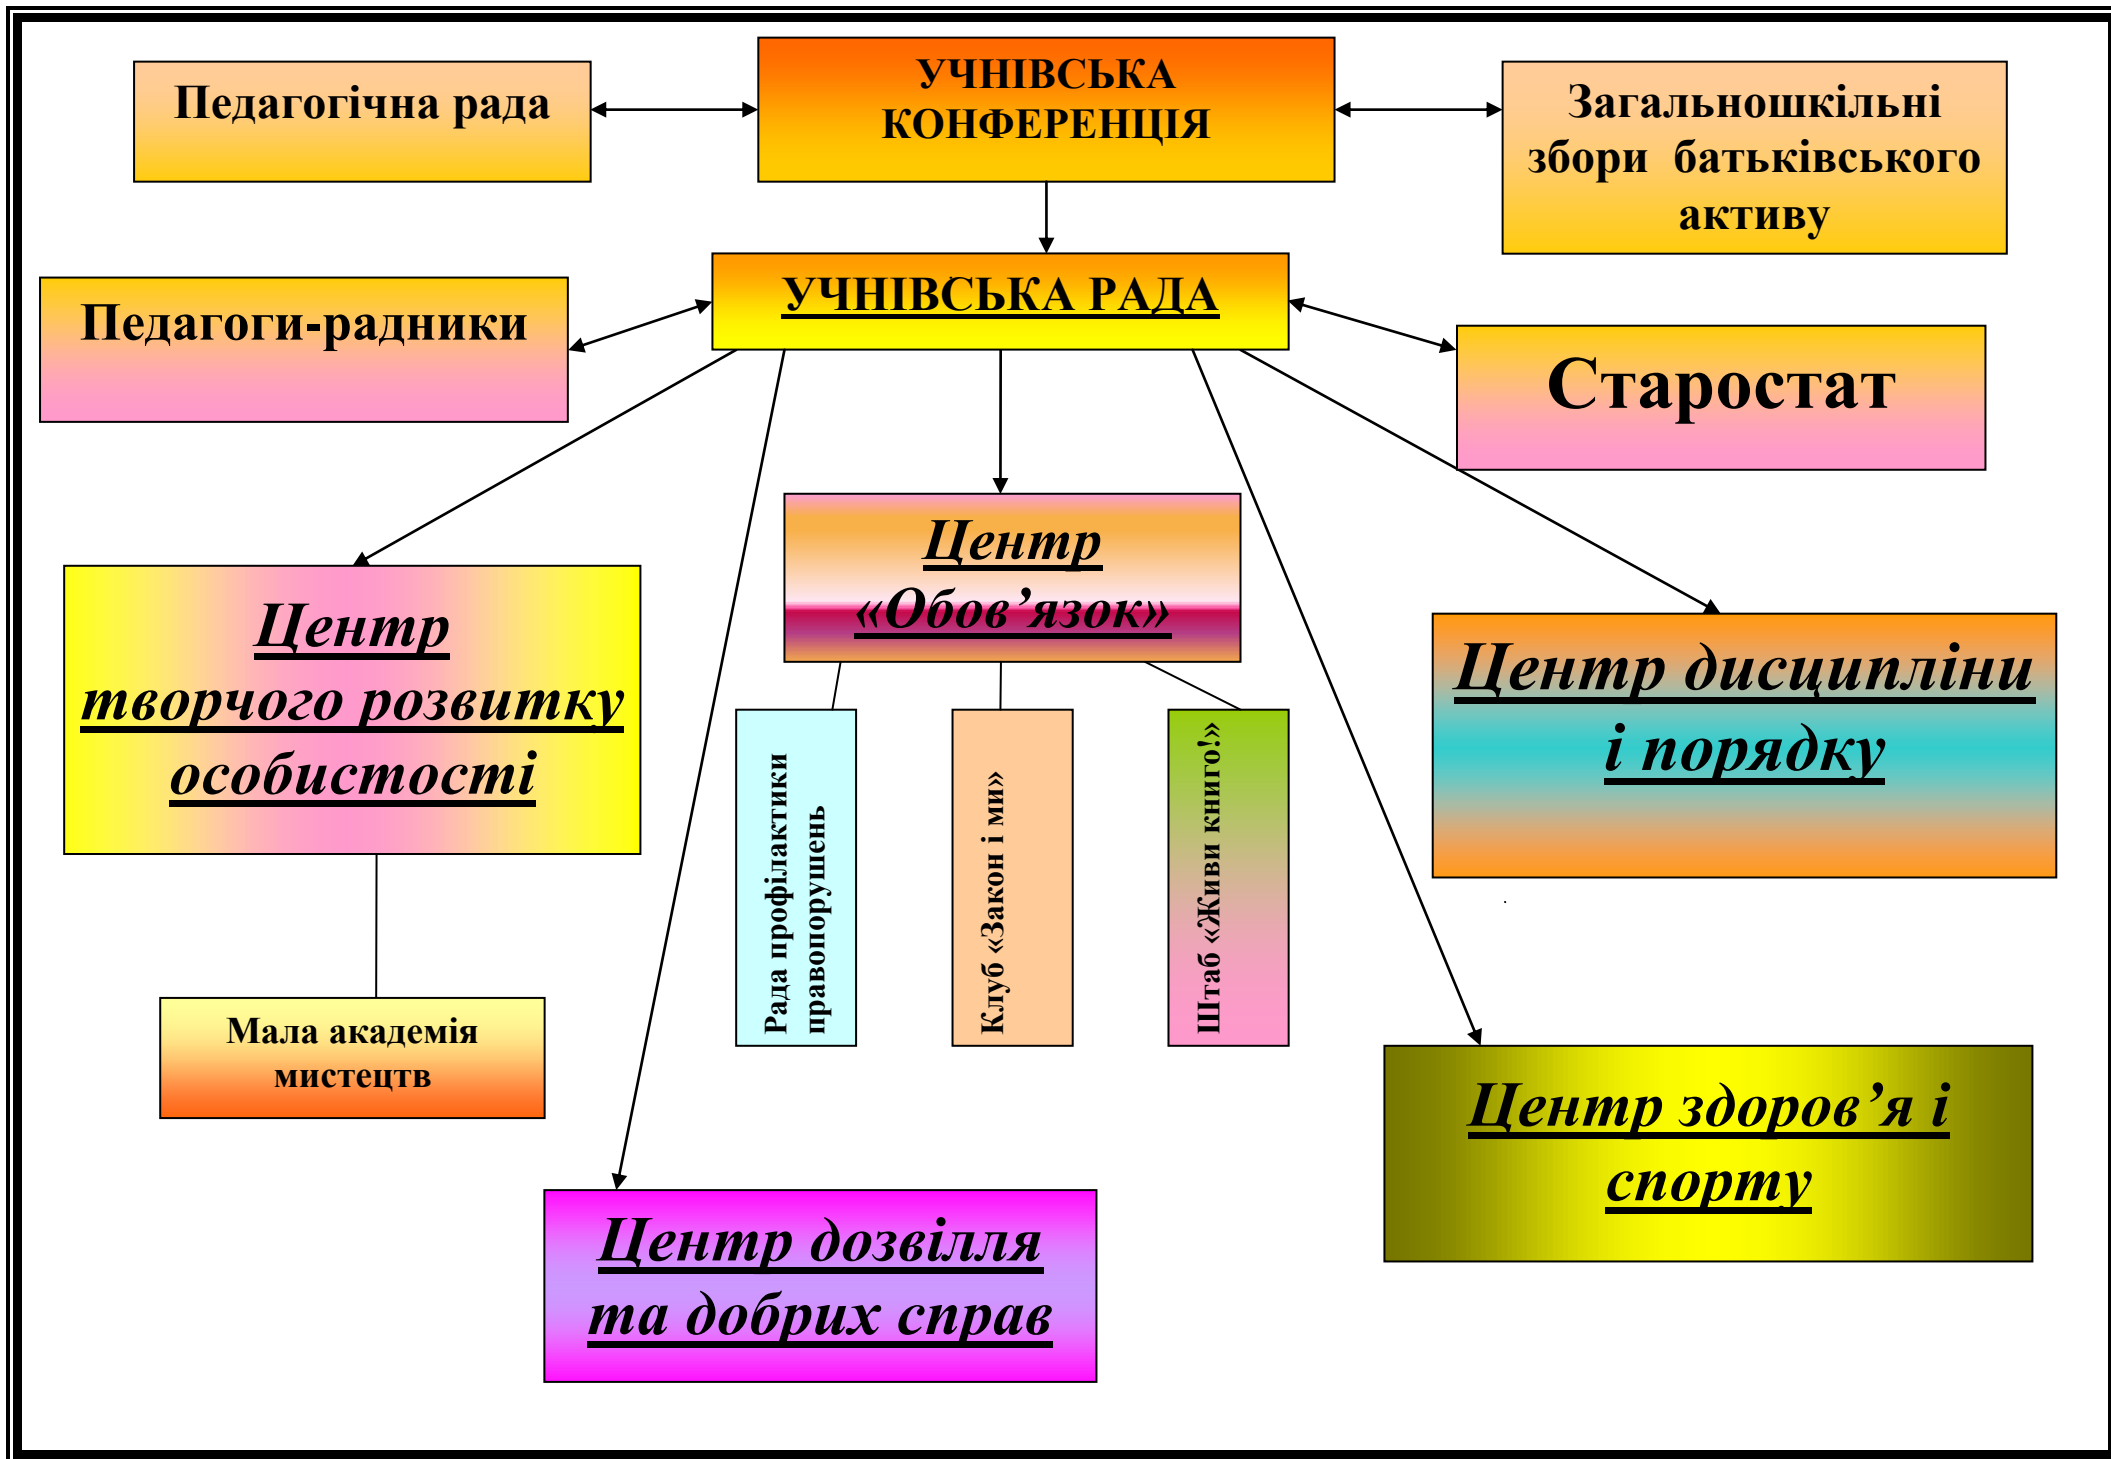 Педагогічна рада
УЧНІВСЬКА
КОНФЕРЕНЦІЯ
Загальношкільні
збори батьківського
активу
Педагоги-радники
УЧНІВСЬКА РАДА
Старостат
Центр
творчого розвитку
особистості
Центр
«Обов’язок»
Центр дисципліни
і порядку
Рада профілактики
правопорушень
Клуб «Закон і ми»
Штаб «Живи книго!»
Мала академія
мистецтв
Центр здоров’я і
спорту
Центр дозвілля
та добрих справ